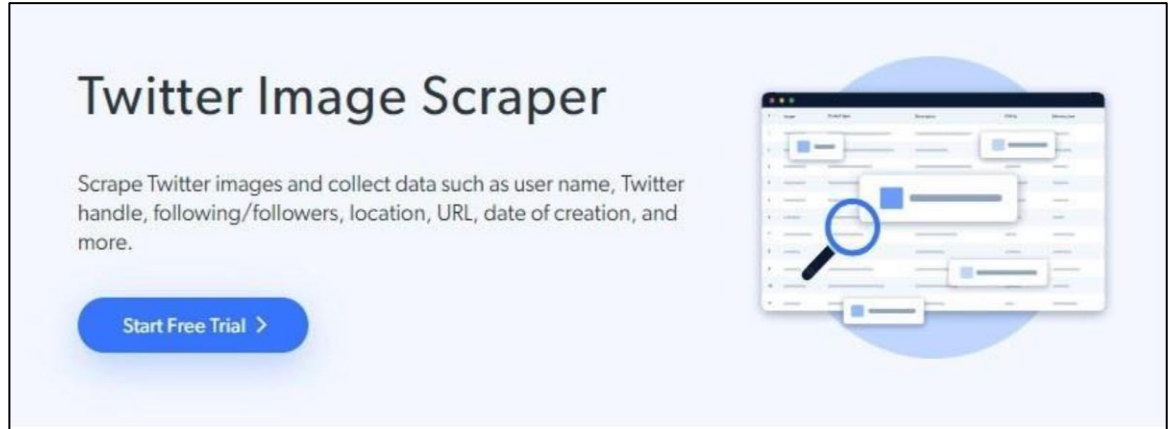 Twitter Image Scraper
Scrape Twitter images and collect data such as user name, Twitter
handle, following/followers, location, URL, date of creation, and
more.
Start Free Trial >